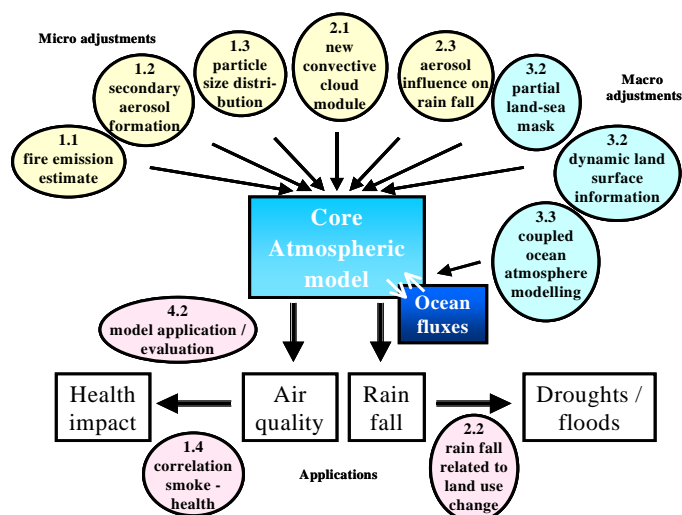 Micro adjustments
1.1
fire emission
estimate
1.2
secondary
aerosol
formation
1.3
particle
size distri-
bution
2.1
new
convective
cloud
module
2.3
aerosol
influence on
rain fall
3.2
partial
land-sea
mask
Macro
adjustments
3.2
dynamic land
surface
information
3.3
coupled
ocean
atmosphere
modelling
Core
Atmospheric
model
Ocean
fluxes
4.2
model application /
evaluation
Health
impact
Air
quality
Rain
fall
Droughts /
floods
1.4
correlation
smoke -
health
Applications
2.2
rain fall
related to
land use
change